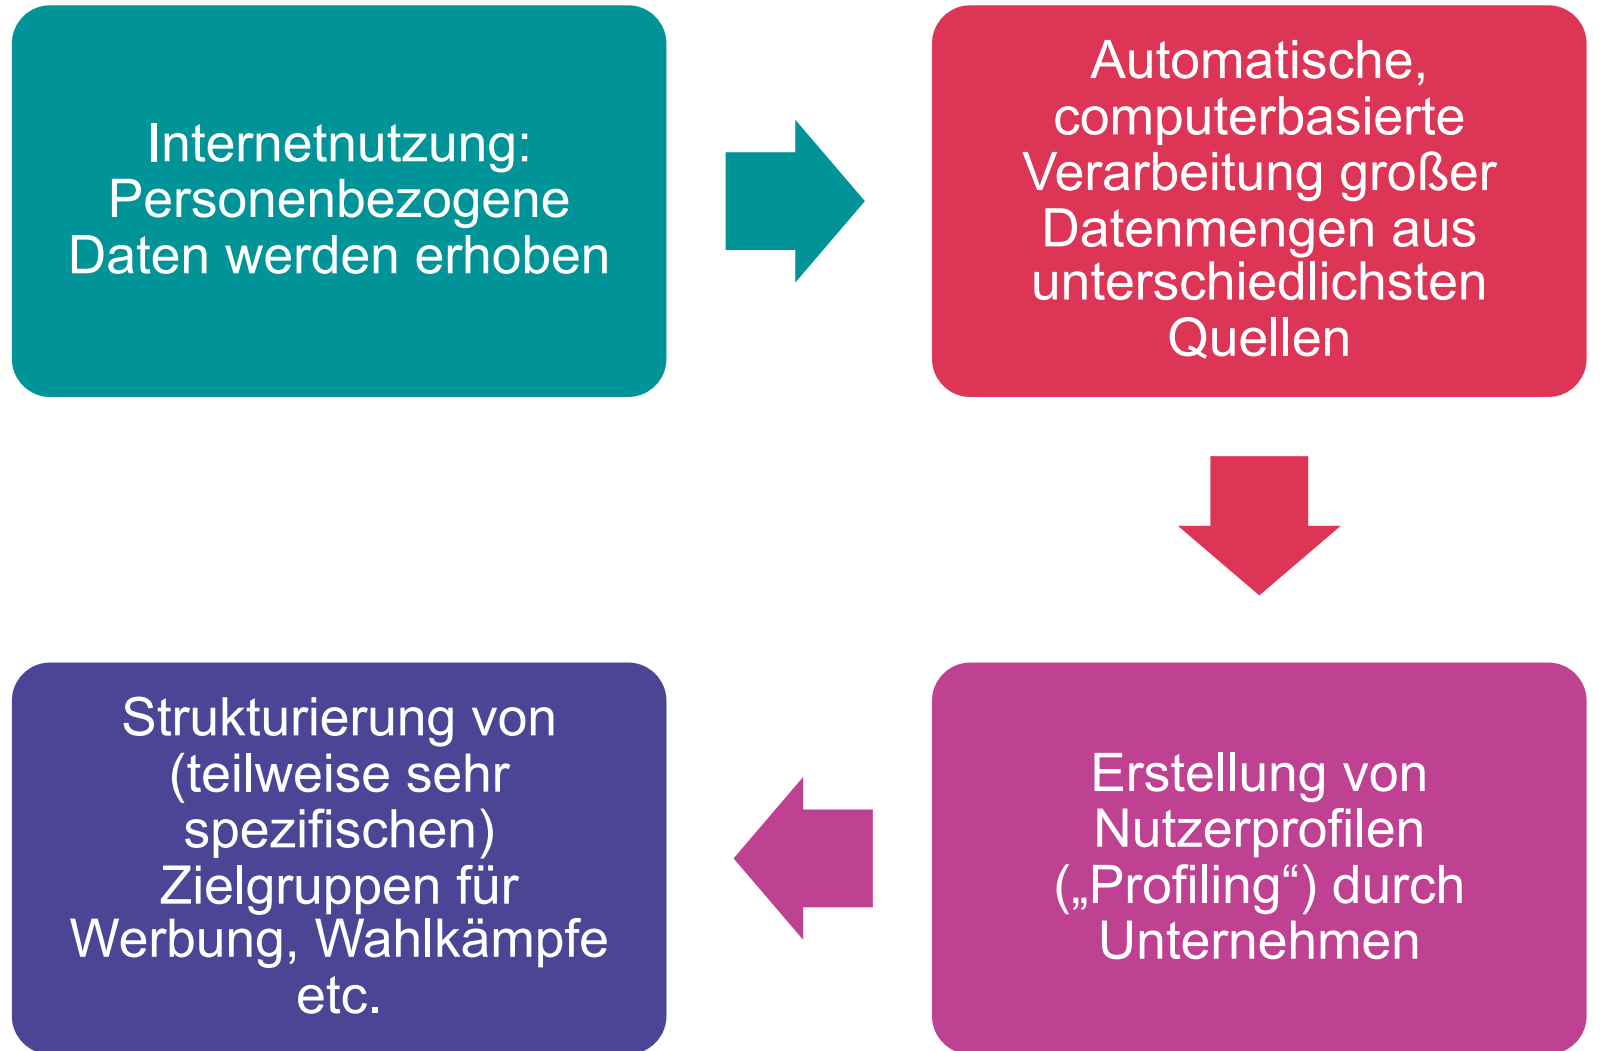 Internetnutzung:
Personenbezogene
Daten werden erhoben
Automatische,
computerbasierte
Verarbeitung großer
Datenmengen aus
unterschiedlichsten
Quellen
Erstellung von
Nutzerprofilen
(„Profiling“) durch
Unternehmen
Strukturierung von
(teilweise sehr
spezifischen)
Zielgruppen für
Werbung, Wahlkämpfe
etc.